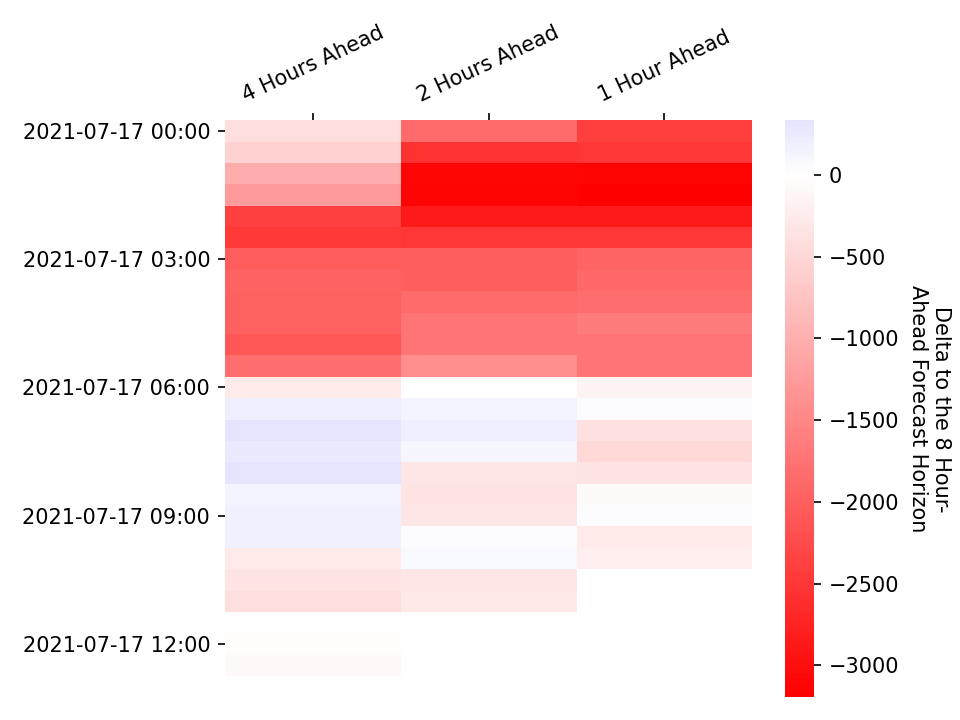 4 Hours Ahead
2 Hours Ahead
1 Hour Ahead
2021-07-17 00:00
2021-07-17 03:00
2021-07-17 06:00
2021-07-17 09:00
2021-07-17 12:00
0
−500
−1000
−1500
−2000
−2500
−3000
Delta to the 8 Hour-
Ahead Forecast Horizon